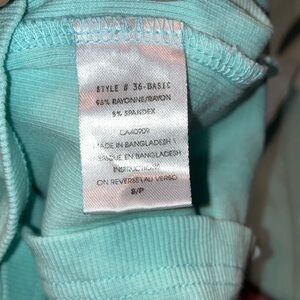 STYLE # 36-BASIC
95% RAYONNE/RAYON
5% SPANDEX
CA40909
MADE IN BANGLADESH
EN BANGLADESH
INSTRUCTIONS
ON REVERSE/AU VERSO
S/P